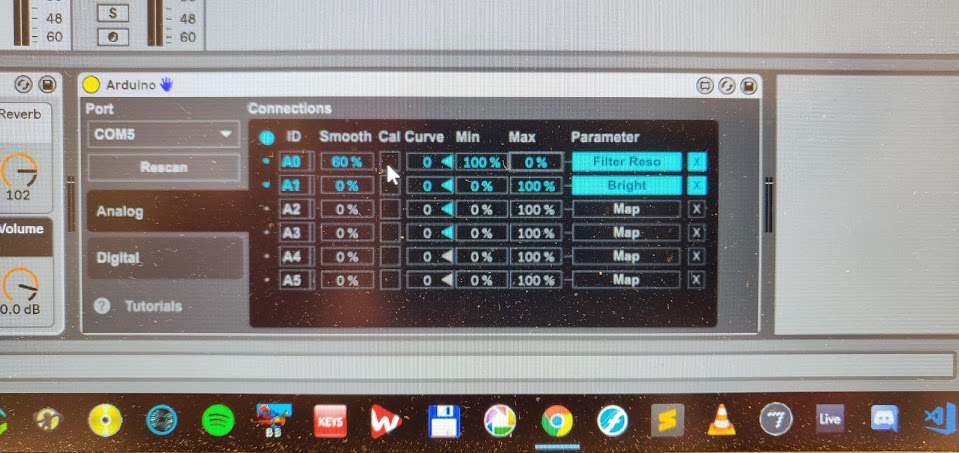 48
60
S
48
60
Reverb
102
Volume
0.0 dB
Arduino
Port
COM5
Rescan
Analog
Digital
? Tutorials
Connections
ID Smooth Cal Curve Min Max Parameter
A0 60 % 0 100 % 0 % Filter Reso X
A1 0 % 0 0 % 100 % Bright X
A2 0 % 0 0 % 100 % Map X
A3 0 % 0 0 % 100 % Map X
A4 0 % 0 0 % 100 % Map X
A5 0 % 0 0 % 100 % Map X
BB
KEYS
Live